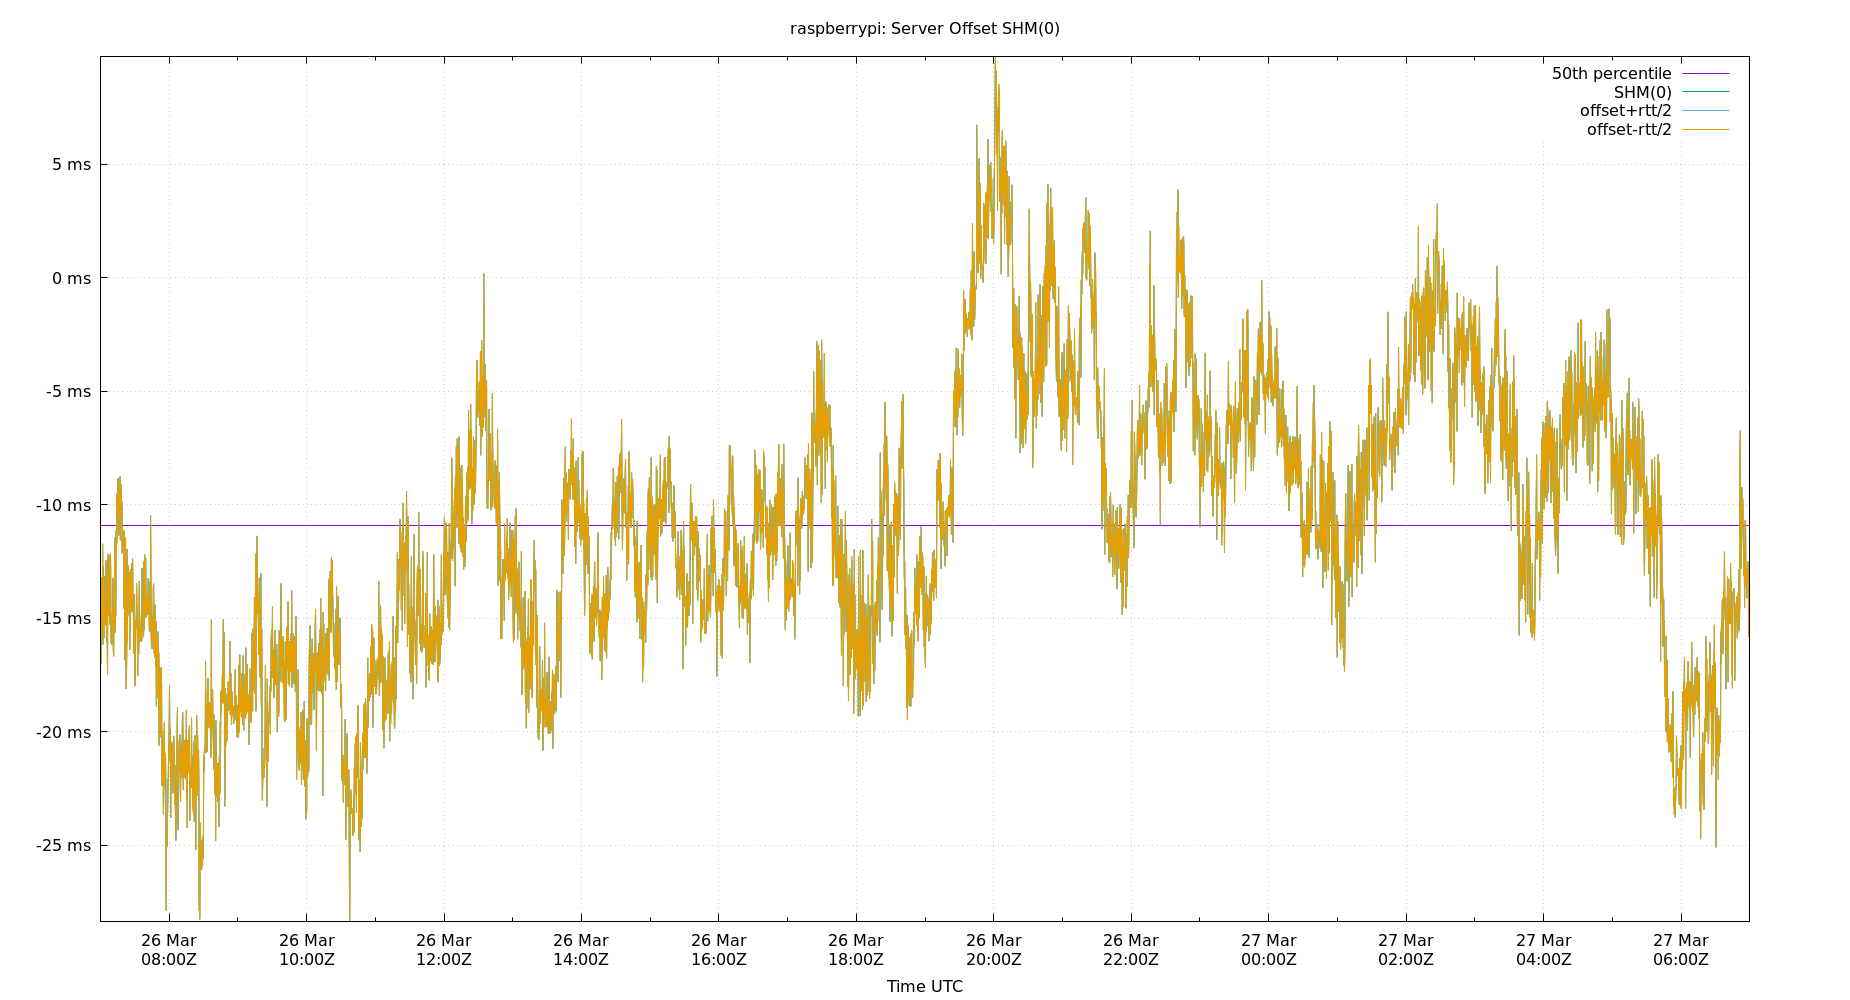 raspberrypi: Server Offset SHM(0)
50th percentile
SHM(0)
offset+rtt/2
offset-rtt/2
5 ms
0 ms
-5 ms
-10 ms
-15 ms
-20 ms
-25 ms
26 Mar 26 Mar 26 Mar 26 Mar 26 Mar 26 Mar 26 Mar 26 Mar 27 Mar 27 Mar 27 Mar 27 Mar
08:00Z 10:00Z 12:00Z 14:00Z 16:00Z 18:00Z 20:00Z 22:00Z 00:00Z 02:00Z 04:00Z 06:00Z
Time UTC